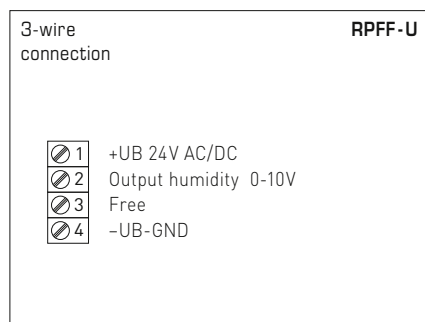 3-wire
connection
RPFF-U
1 +UB 24V AC/DC
2 Output humidity 0-10V
3 Free
4 –UB-GND